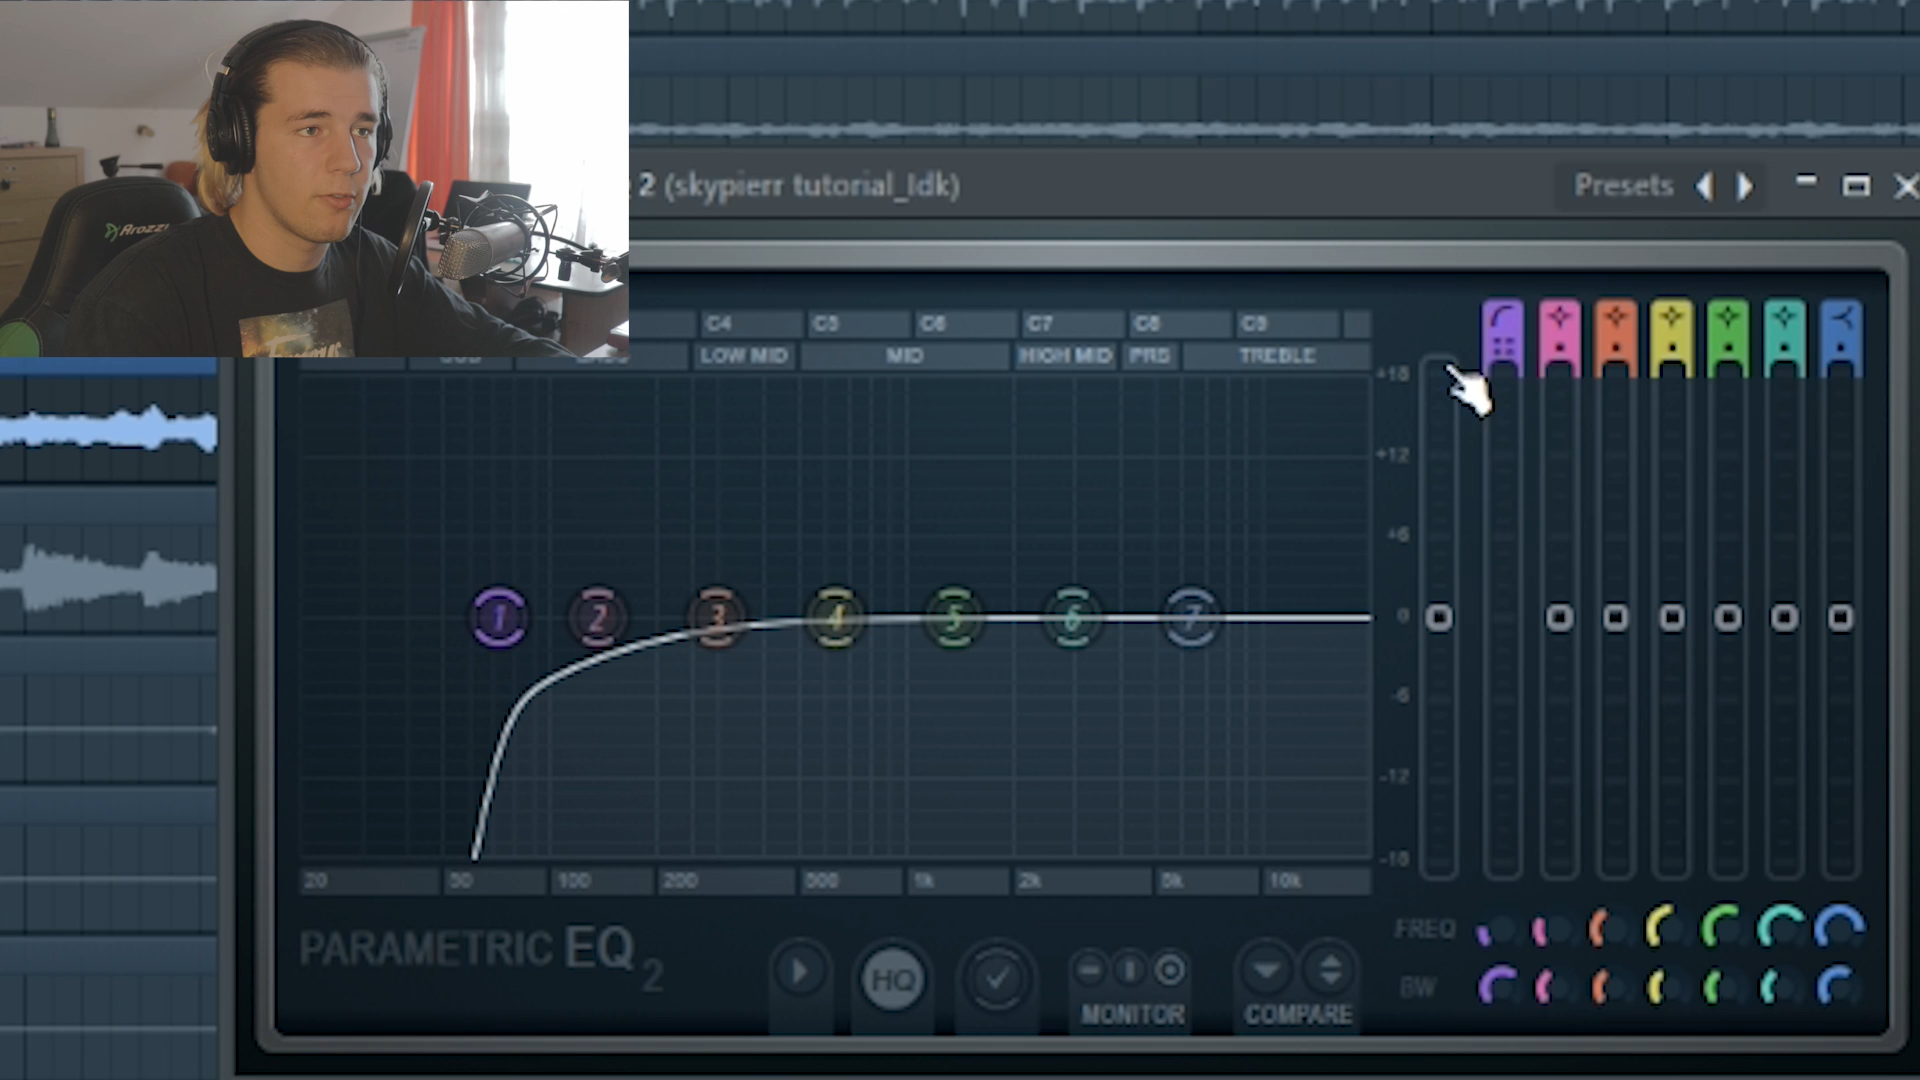 Arozzi
2 (skypierr tutorial_Idk)
Presets
C4 C5 C6 C7 C8 C9
LOW MID MID HIGH MID PRS TREBLE
+18
+12
+6
0
-6
-12
-18
1 2 3 4 5 6 7
20 50 100 200 500 1k 2k 5k 10k
FREQ
BW
PARAMETRIC EQ 2
HQ
MONITOR
COMPARE